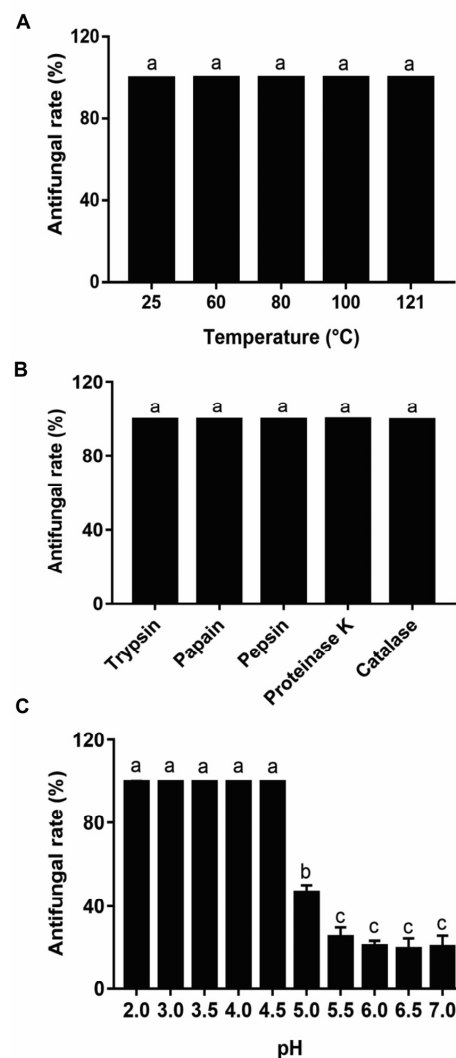 A
Antifungal rate (%)
120
80
40
0
a a a a a
25 60 80 100 121
Temperature (°C)
B
Antifungal rate (%)
120
80
40
0
a a a a a
Trypsin
Papain
Pepsin
Proteinase K
Catalase
C
Antifungal rate (%)
120
80
40
0
a a a a a b c c c c
2.0 3.0 3.5 4.0 4.5 5.0 5.5 6.0 6.5 7.0
pH